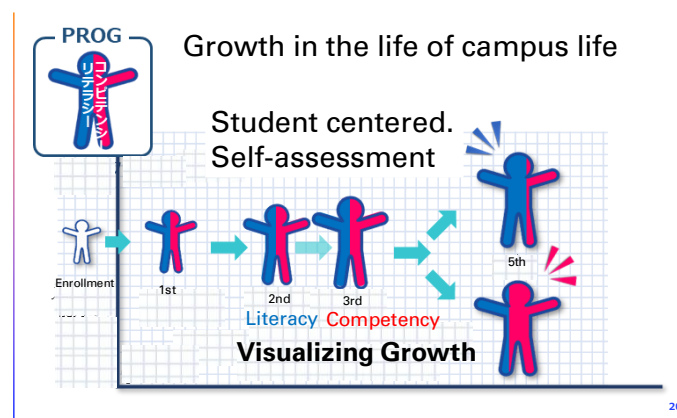 PROG
リテラシー
コンピテンシー
Growth in the life of campus life
Student centered.
Self-assessment
Enrollment
1st
2nd
3rd
5th
Literacy Competency
Visualizing Growth